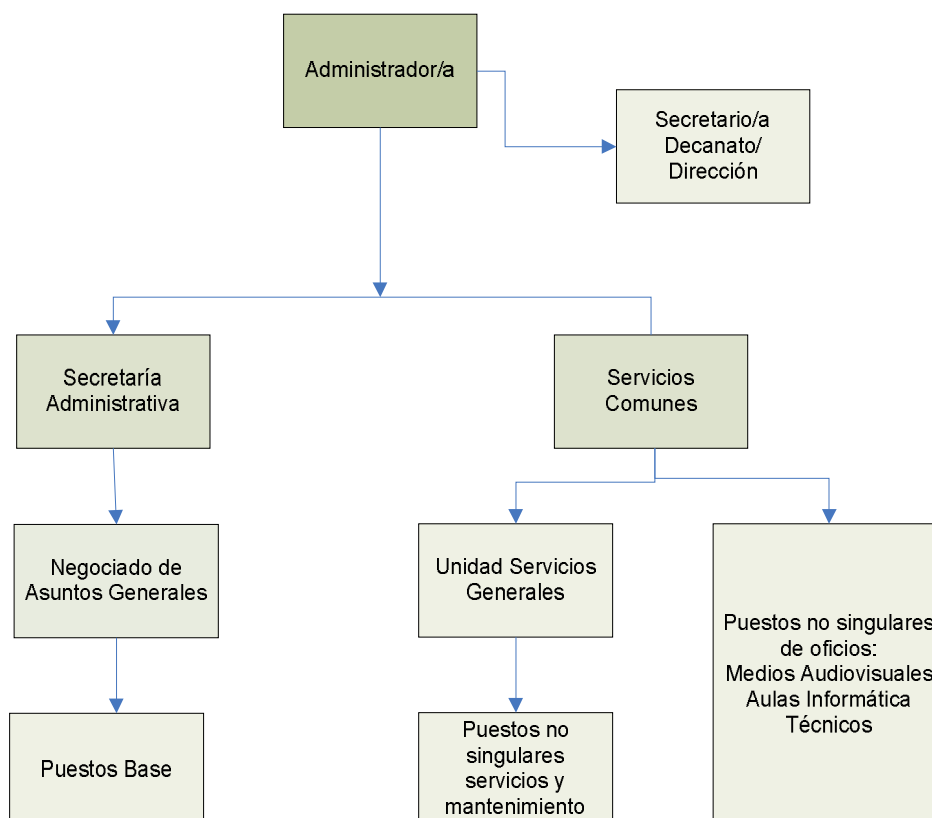 Administrador/a
Secretario/a
Decanato/
Dirección
Secretaría
Administrativa
Servicios
Comunes
Negociado de
Asuntos Generales
Unidad Servicios
Generales
Puestos no singulares
de oficios:
Medios Audiovisuales
Aulas Informática
Técnicos
Puestos Base
Puestos no
singulares
servicios y
mantenimiento